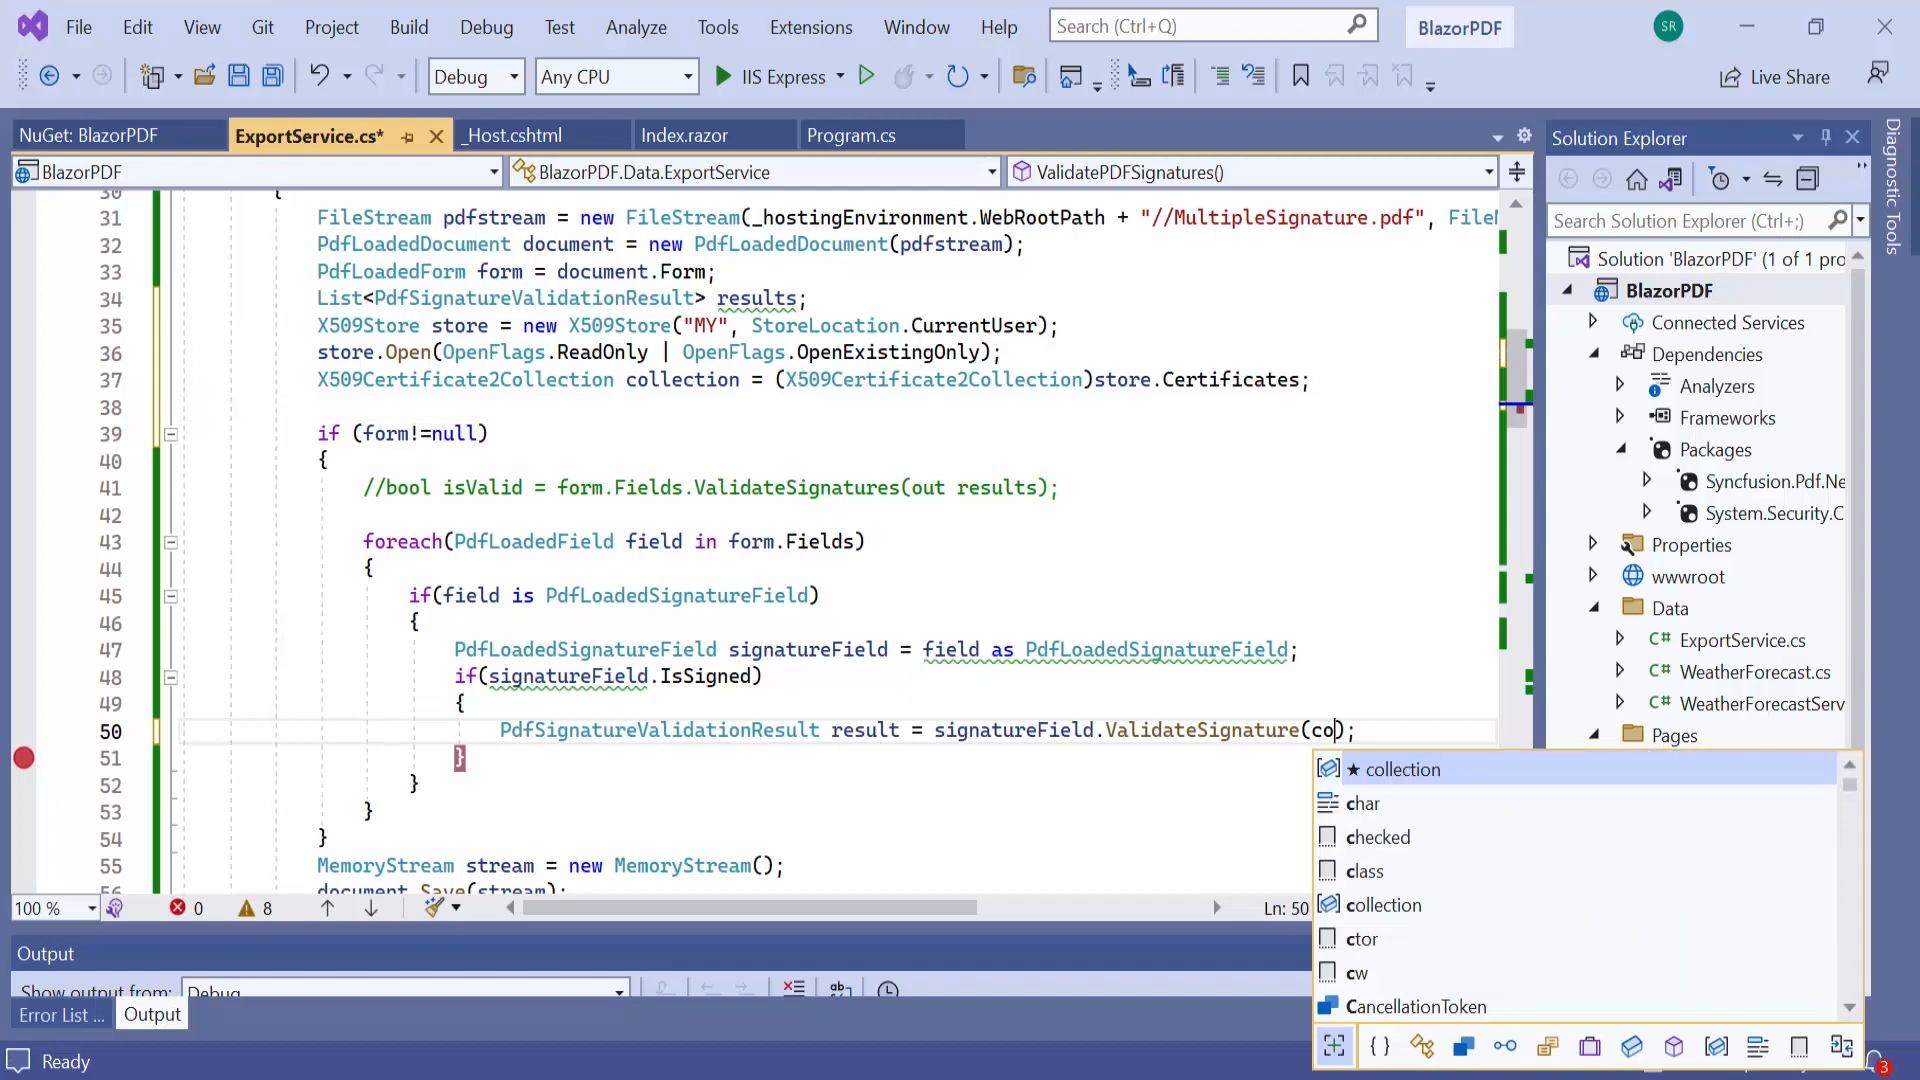 File Edit View Git Project Build Debug Test Analyze Tools Extensions Window Help Search (Ctrl+Q) BlazorPDF SR
Debug Any CPU IIS Express Live Share
NuGet: BlazorPDF ExportService.cs* _Host.cshtml Index.razor Program.cs
BlazorPDF BlazorPDF.Data.ExportService ValidatePDFSignatures()
30 {
31 FileStream pdfstream = new FileStream(_hostingEnvironment.WebRootPath + "//MultipleSignature.pdf", FileM
32 PdfLoadedDocument document = new PdfLoadedDocument(pdfstream);
33 PdfLoadedForm form = document.Form;
34 List<PdfSignatureValidationResult> results;
35 X509Store store = new X509Store("MY", StoreLocation.CurrentUser);
36 store.Open(OpenFlags.ReadOnly | OpenFlags.OpenExistingOnly);
37 X509Certificate2Collection collection = (X509Certificate2Collection)store.Certificates;
38
39 if (form!=null)
40 {
41 //bool isValid = form.Fields.ValidateSignatures(out results);
42
43 foreach(PdfLoadedField field in form.Fields)
44 {
45 if(field is PdfLoadedSignatureField)
46 {
47 PdfLoadedSignatureField signatureField = field as PdfLoadedSignatureField;
48 if(signatureField.IsSigned)
49 {
50 PdfSignatureValidationResult result = signatureField.ValidateSignature(co);
51 }
52 }
53 }
54 }
55 MemoryStream stream = new MemoryStream();
56 document.Save(stream);
★ collection
char
checked
class
collection
ctor
cw
CancellationToken
100 % 0 8 Ln: 50
Output
Show output from: Debug
Error List ... Output
Ready
3
Solution Explorer
Search Solution Explorer (Ctrl+;)
Solution 'BlazorPDF' (1 of 1 pro
BlazorPDF
Connected Services
Dependencies
Analyzers
Frameworks
Packages
Syncfusion.Pdf.Ne
System.Security.C
Properties
wwwroot
Data
C# ExportService.cs
C# WeatherForecast.cs
C# WeatherForecastServ
Pages
Diagnostic Tools